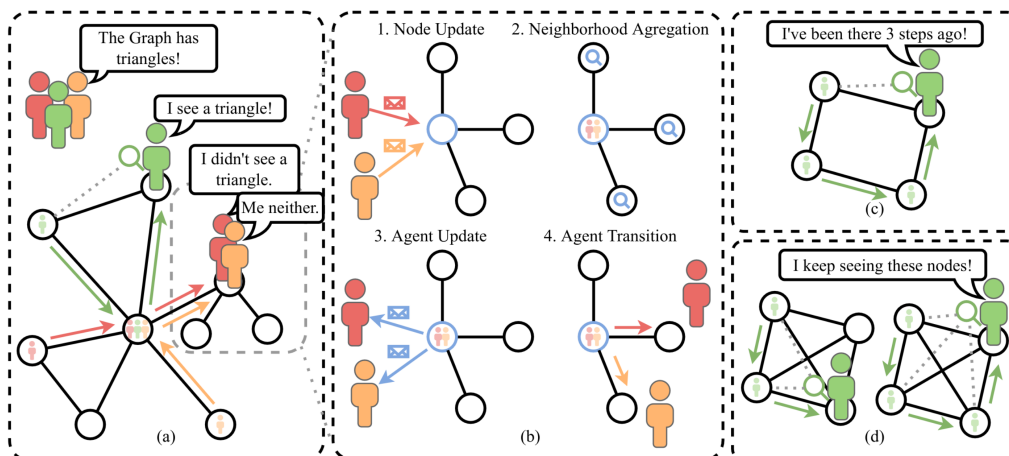 The Graph has
triangles!
I see a triangle!
I didn't see a
triangle.
Me neither.
(a)
1. Node Update
2. Neighborhood Agregation
3. Agent Update
4. Agent Transition
(b)
I've been there 3 steps ago!
(c)
I keep seeing these nodes!
(d)